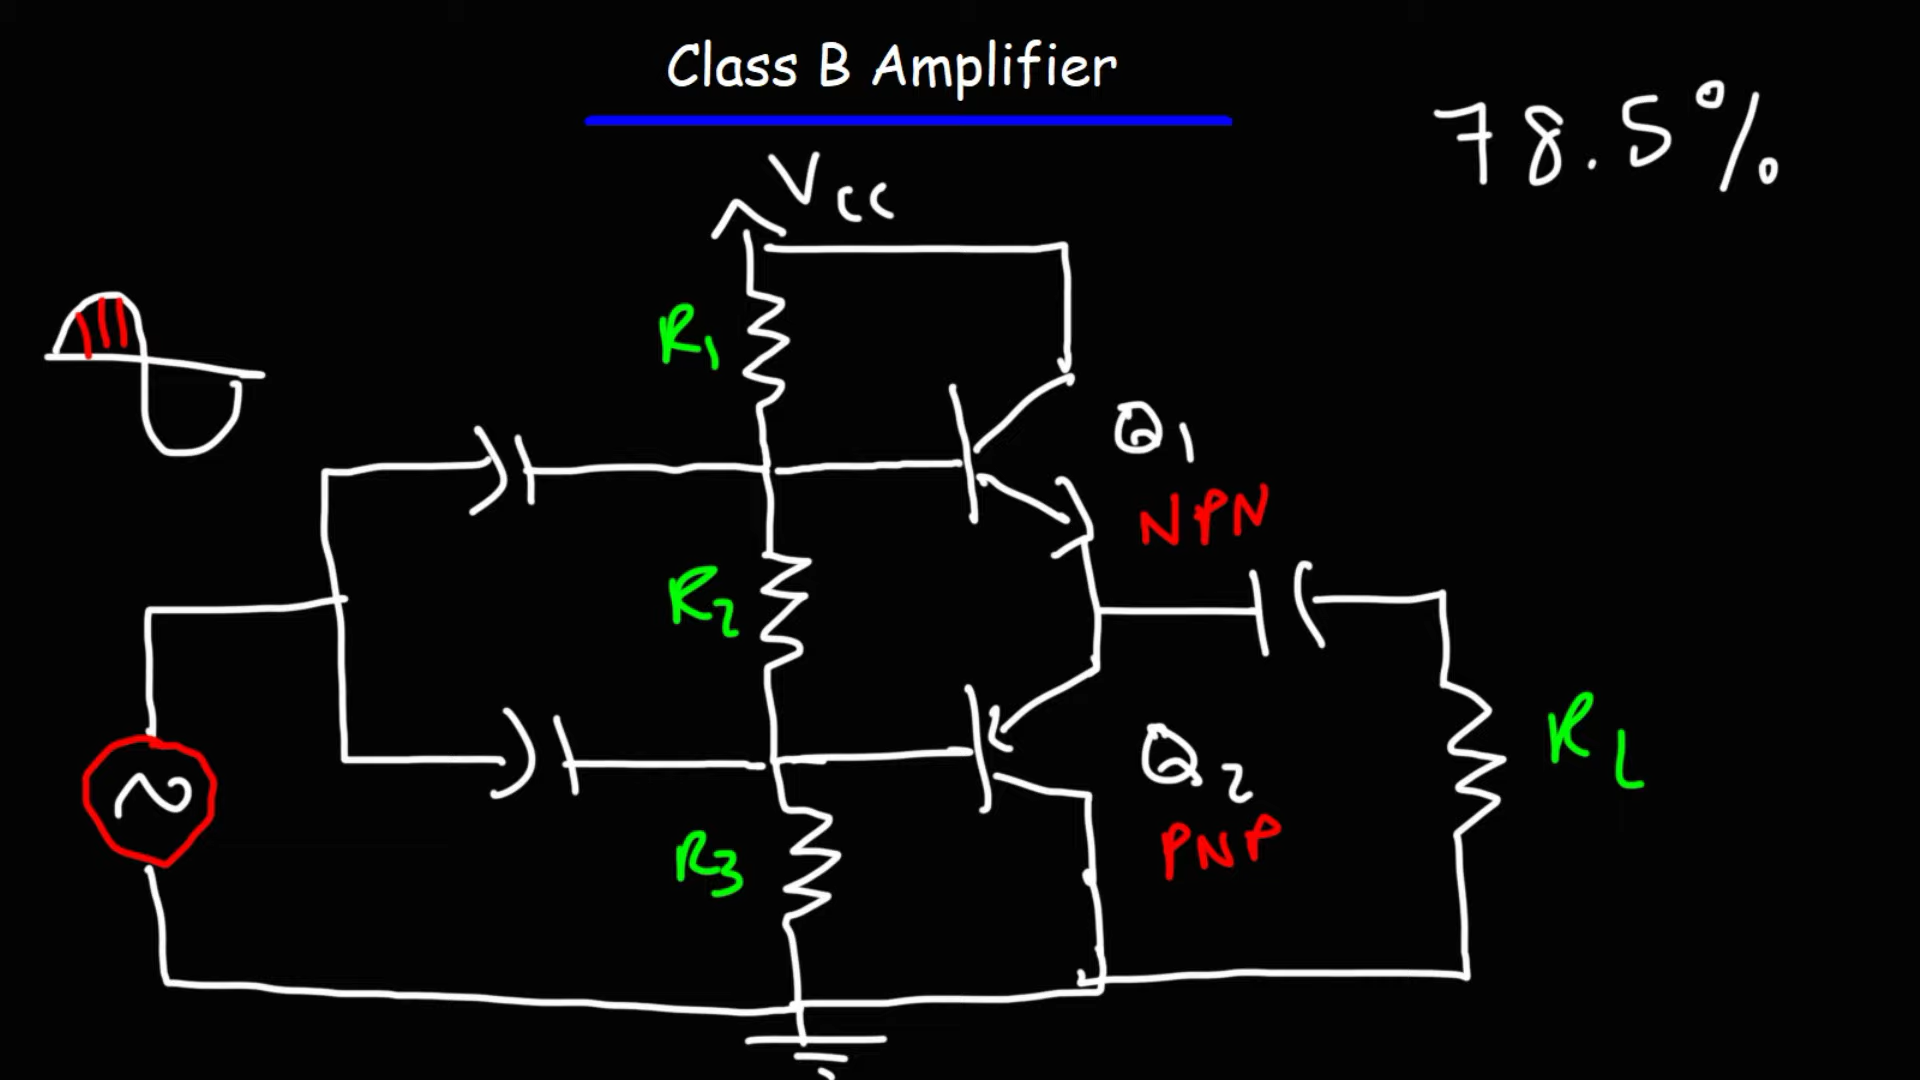 Class B Amplifier
78.5%
Vcc
R1
Q1
NPN
R2
RL
Q2
PNP
R3